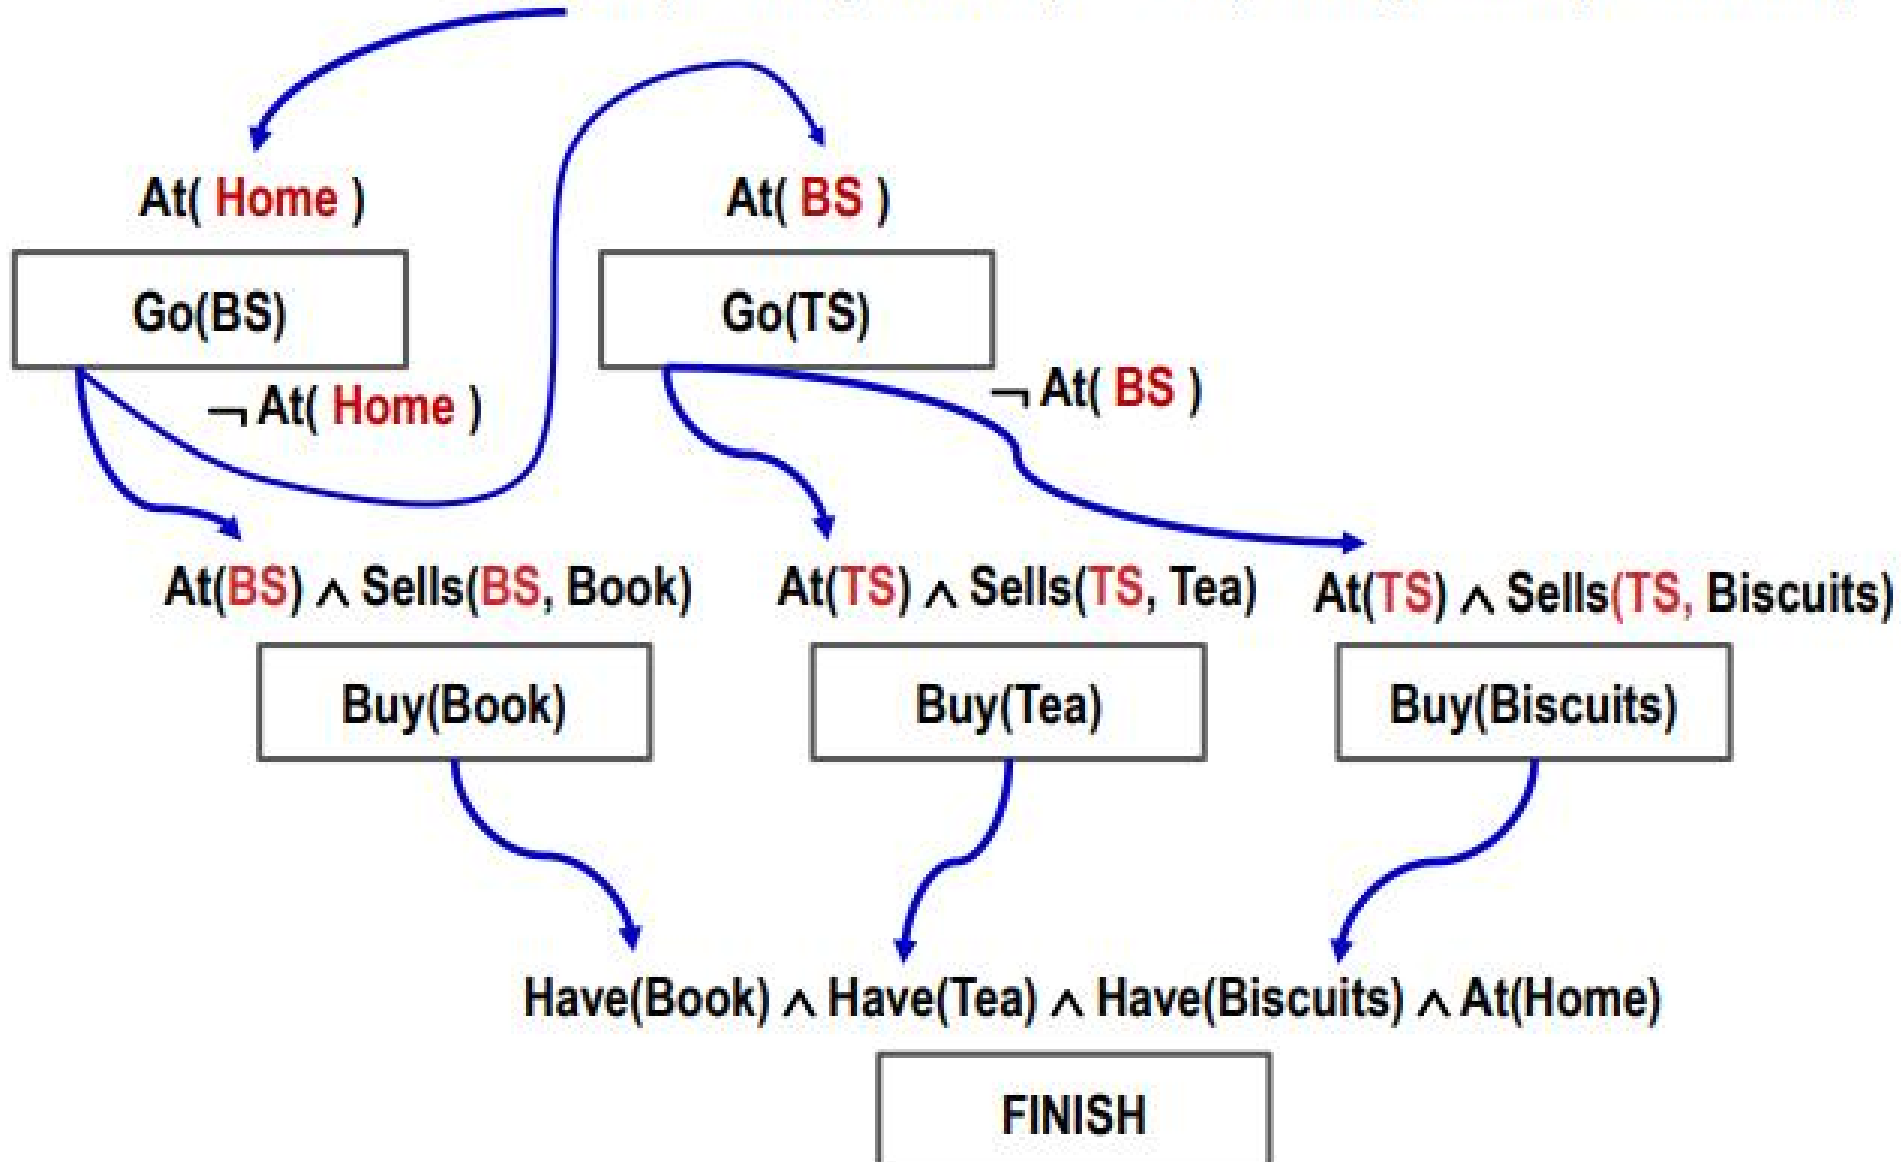 At( Home ) At( BS )
Go(BS) Go(TS)
¬ At( Home ) ¬ At( BS )
At(BS) ∧ Sells(BS, Book) At(TS) ∧ Sells(TS, Tea) At(TS) ∧ Sells(TS, Biscuits)
Buy(Book) Buy(Tea) Buy(Biscuits)
Have(Book) ∧ Have(Tea) ∧ Have(Biscuits) ∧ At(Home)
FINISH